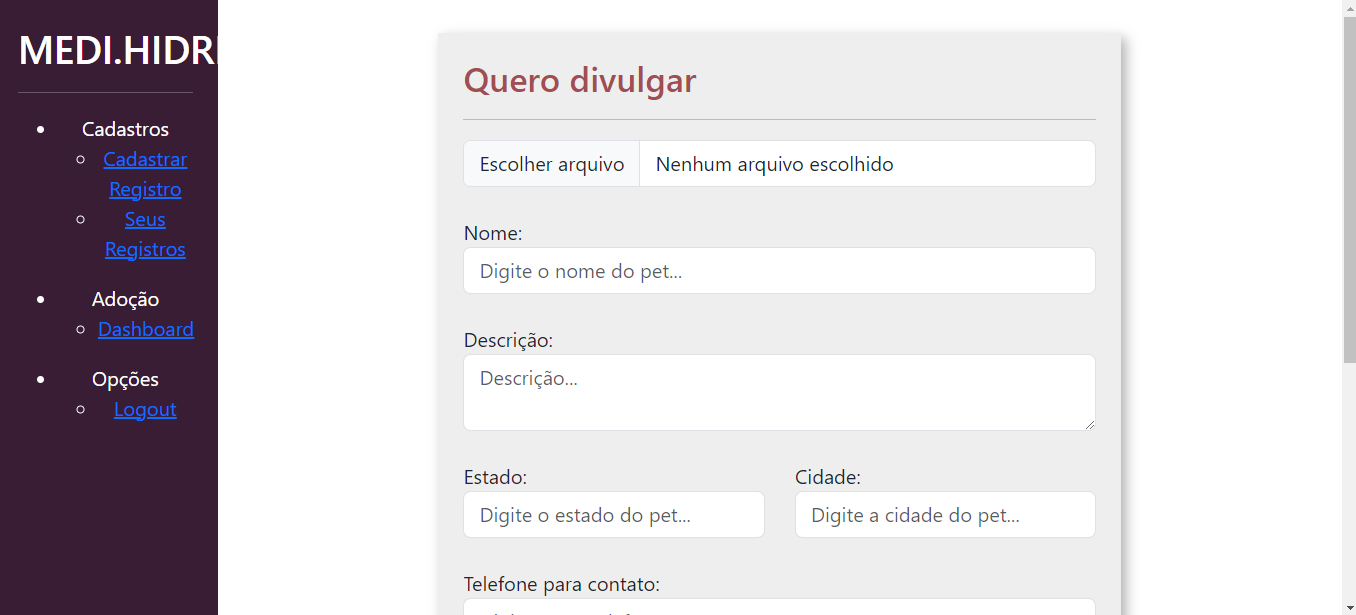 MEDI.HIDR
Cadastros
Cadastrar
Registro
Seus
Registros
Adoção
Dashboard
Opções
Logout
Quero divulgar
Escolher arquivo Nenhum arquivo escolhido
Nome:
Digite o nome do pet...
Descrição:
Descrição...
Estado: Cidade:
Digite o estado do pet... Digite a cidade do pet...
Telefone para contato: